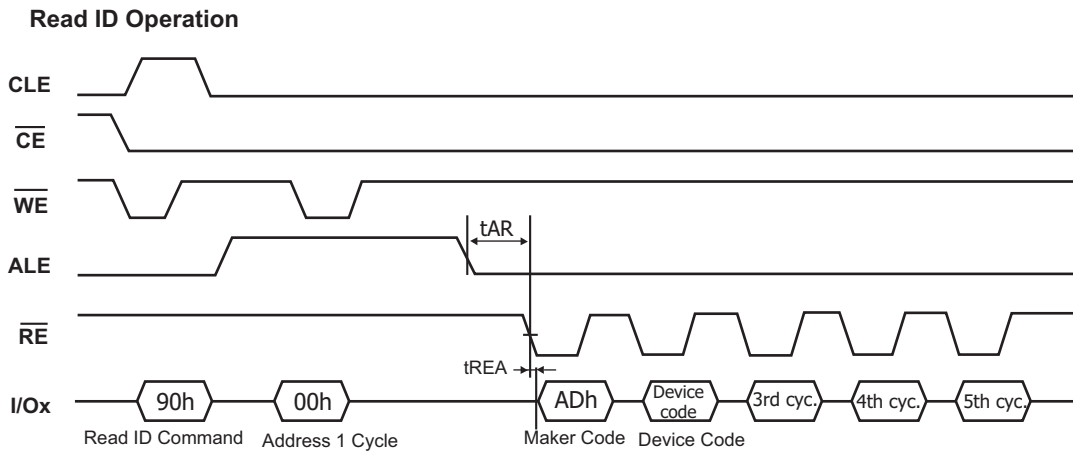 Read ID Operation
CLE
CE
WE
tAR
ALE
RE
tREA
I/Ox
90h
00h
ADh
Device
code
3rd cyc.
4th cyc.
5th cyc.
Read ID Command
Address 1 Cycle
Maker Code
Device Code